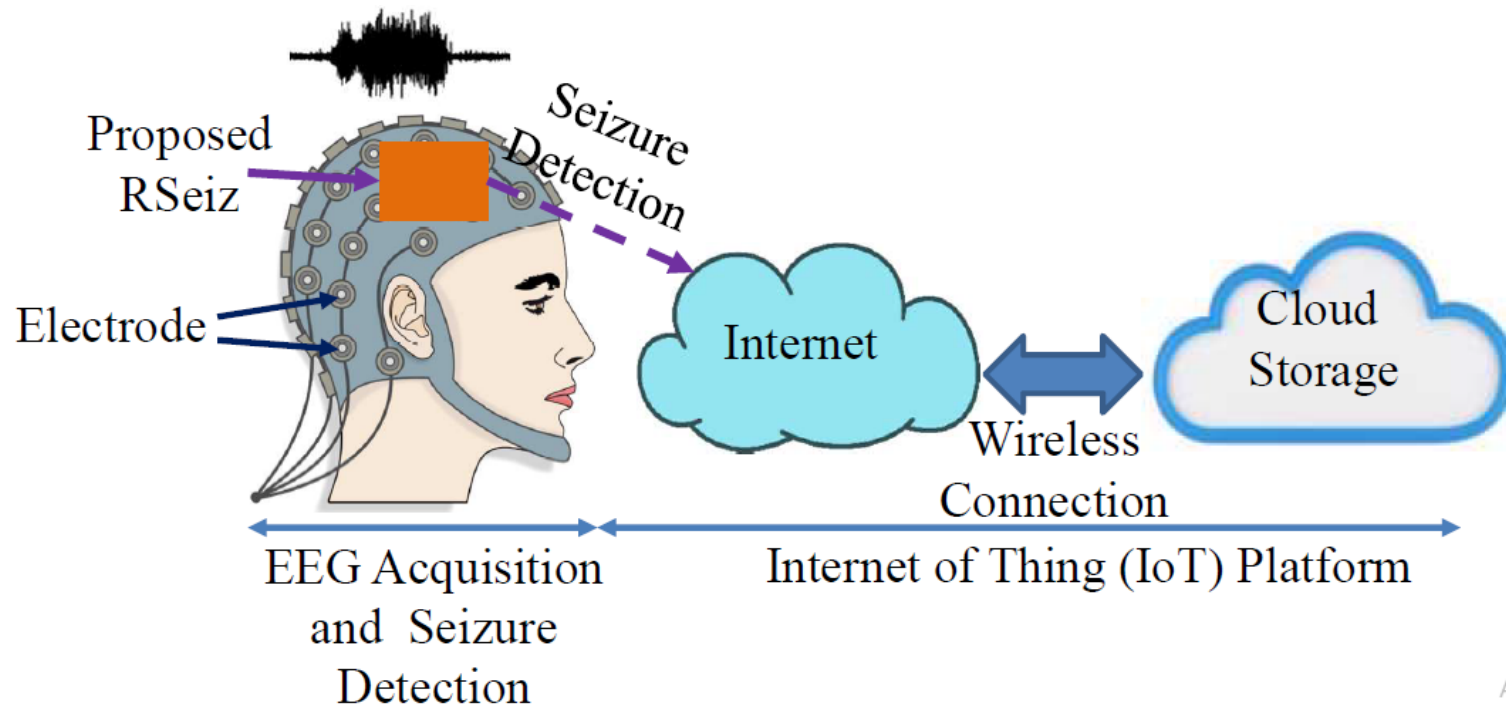 Seizure
Detection
Proposed
RSeiz
Electrode
Internet
Cloud
Storage
Wireless
Connection
EEG Acquisition
and Seizure
Detection
Internet of Thing (IoT) Platform